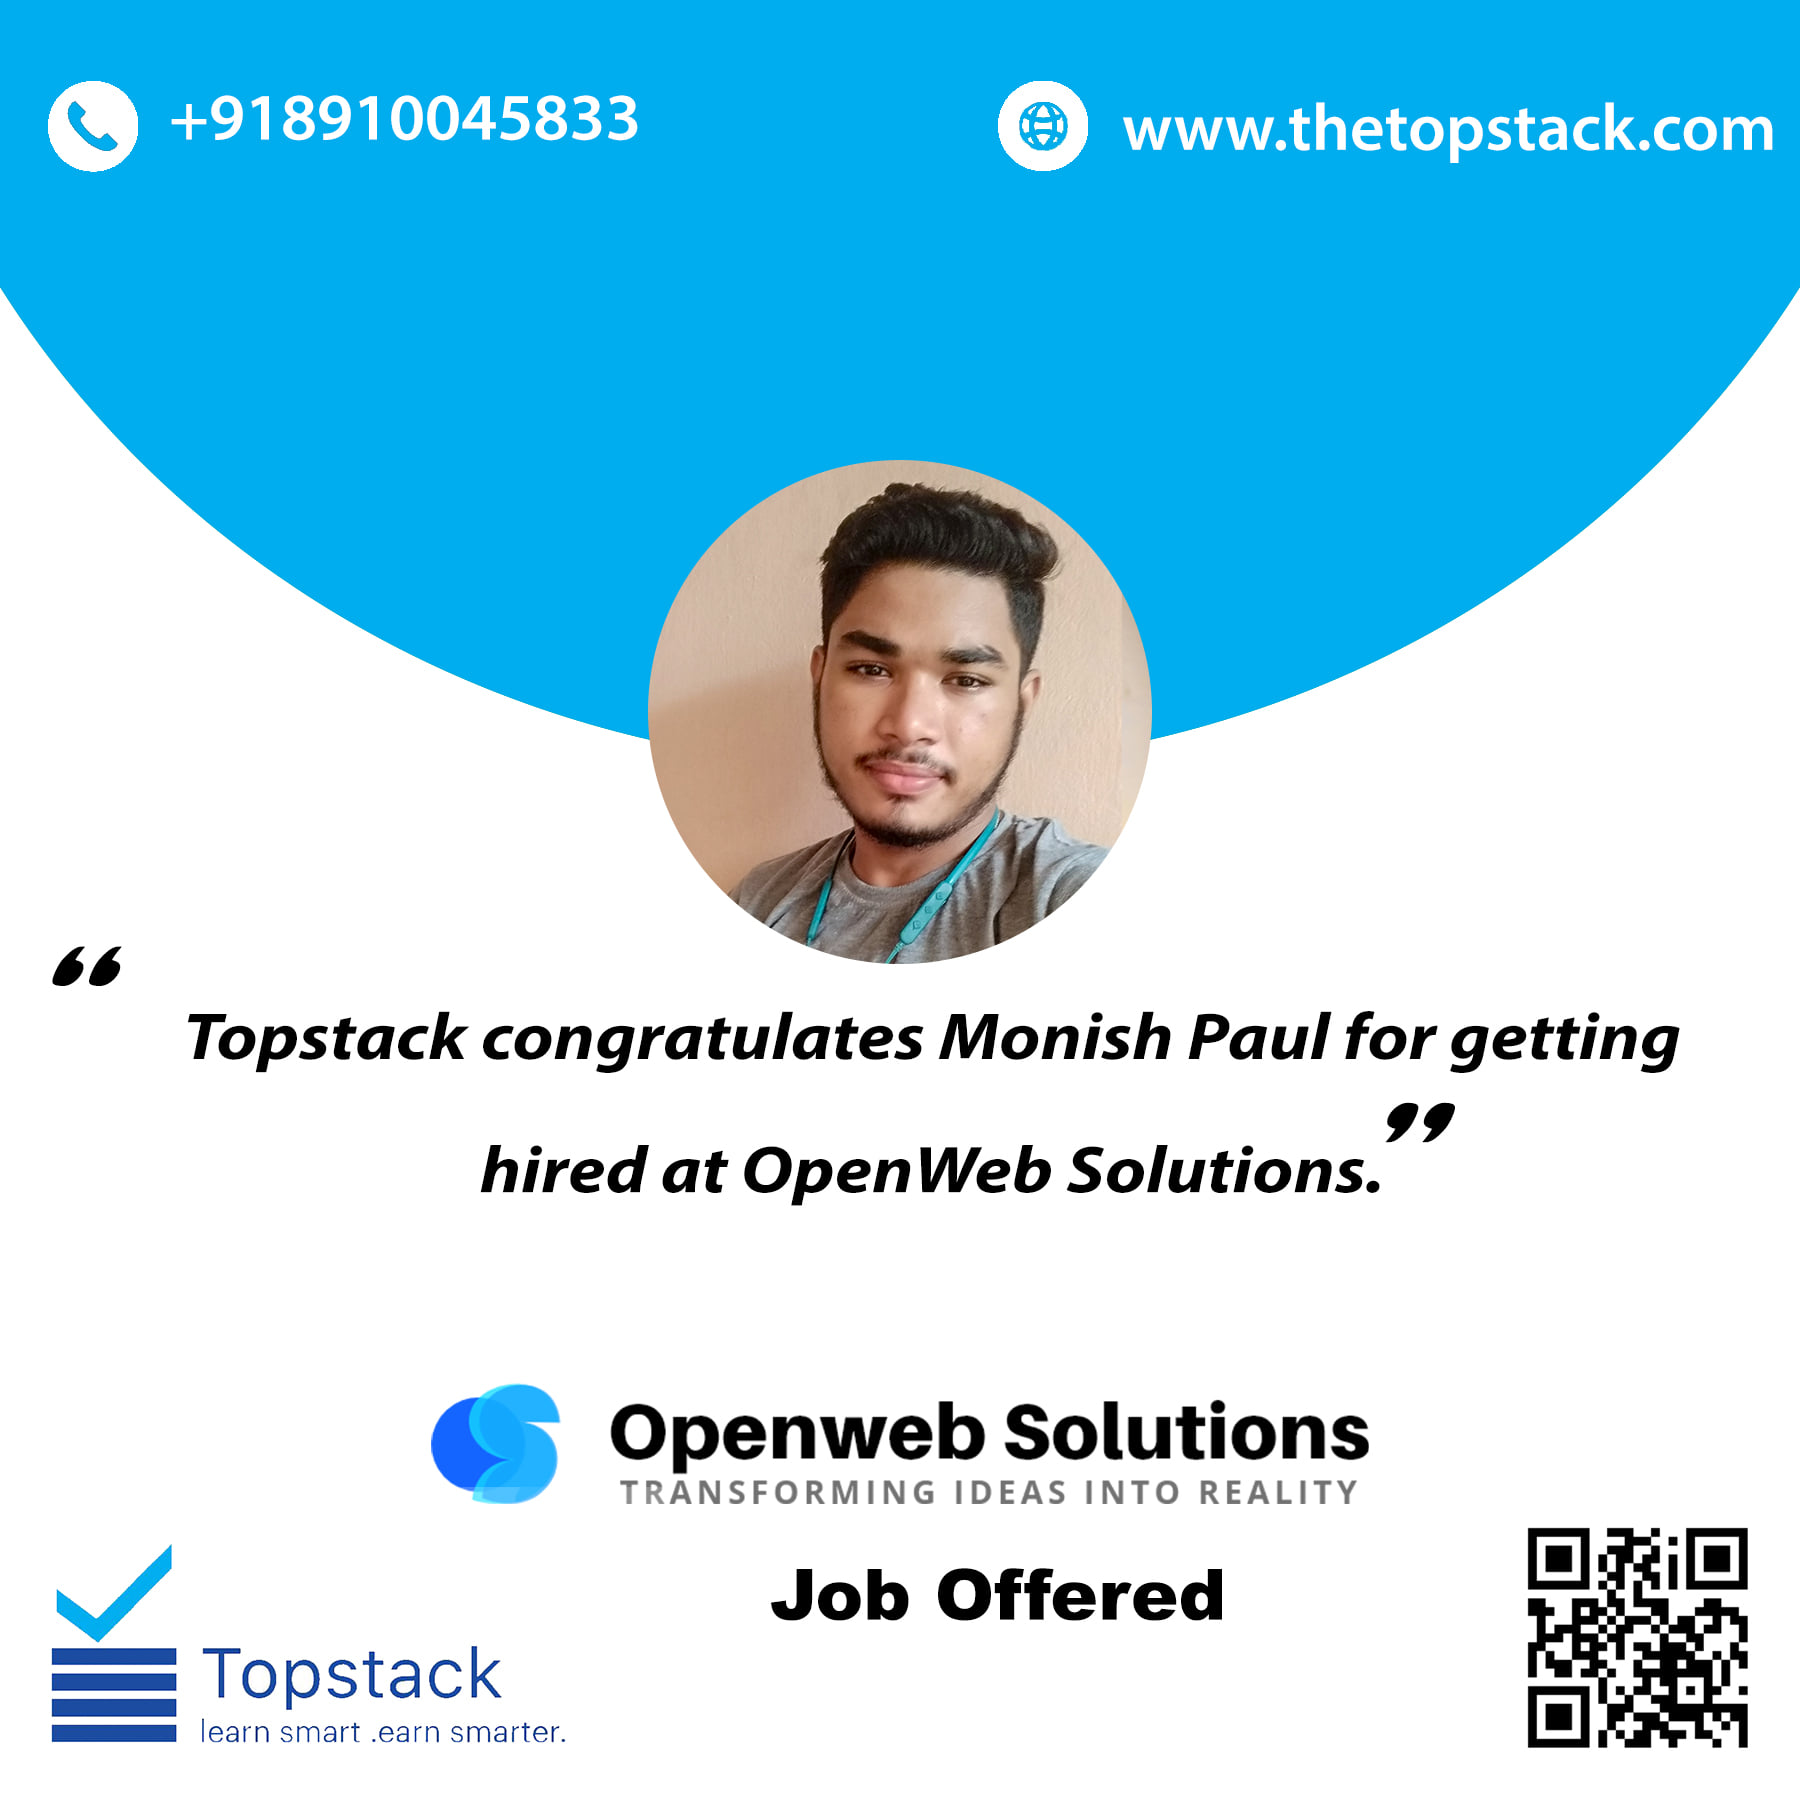 +918910045833
www.thetopstack.com
“
Topstack congratulates Monish Paul for getting
hired at OpenWeb Solutions.”
Openweb Solutions
TRANSFORMING IDEAS INTO REALITY
Job Offered
Topstack
learn smart .earn smarter.